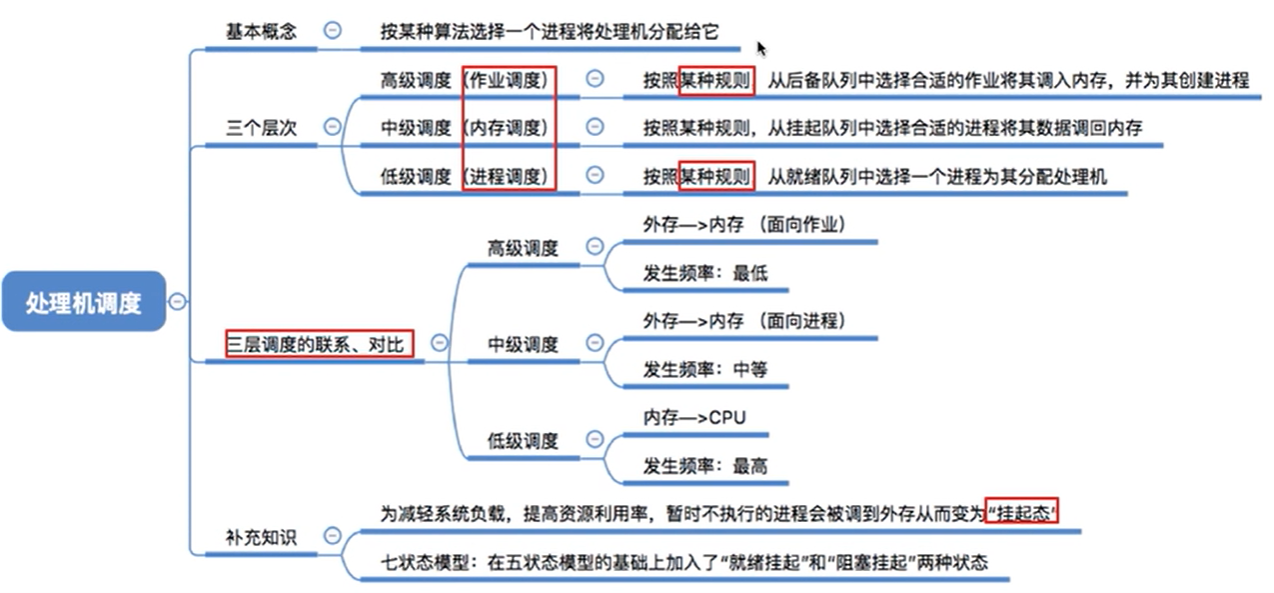 处理机调度
基本概念
按某种算法选择一个进程将处理机分配给它
三个层次
高级调度（作业调度）
按照某种规则，从后备队列中选择合适的作业将其调入内存，并为其创建进程
中级调度（内存调度）
按照某种规则，从挂起队列中选择合适的进程将其数据调回内存
低级调度（进程调度）
按照某种规则，从就绪队列中选择一个进程为其分配处理机
三层调度的联系、对比
高级调度
外存—>内存 （面向作业）
发生频率：最低
中级调度
外存—>内存 （面向进程）
发生频率：中等
低级调度
内存—>CPU
发生频率：最高
补充知识
为减轻系统负载，提高资源利用率，暂时不执行的进程会被调到外存从而变为“挂起态”
七状态模型：在五状态模型的基础上加入了“就绪挂起”和“阻塞挂起”两种状态